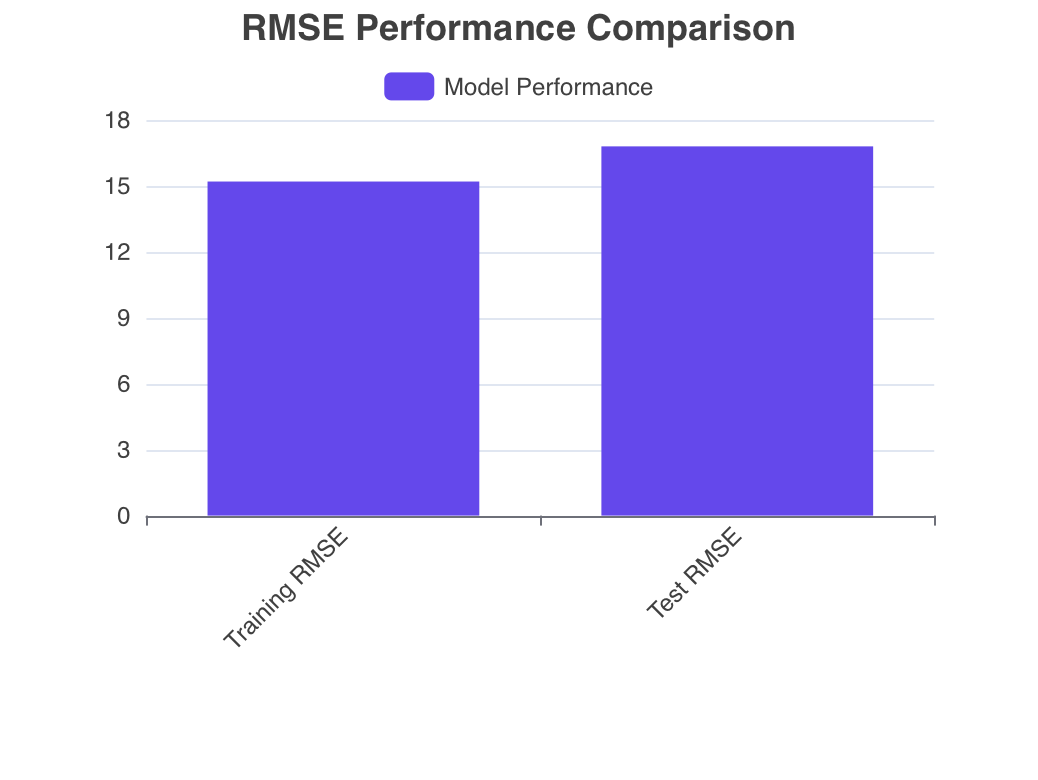 RMSE Performance Comparison
Model Performance
18
15
12
9
6
3
0
Training RMSE
Test RMSE